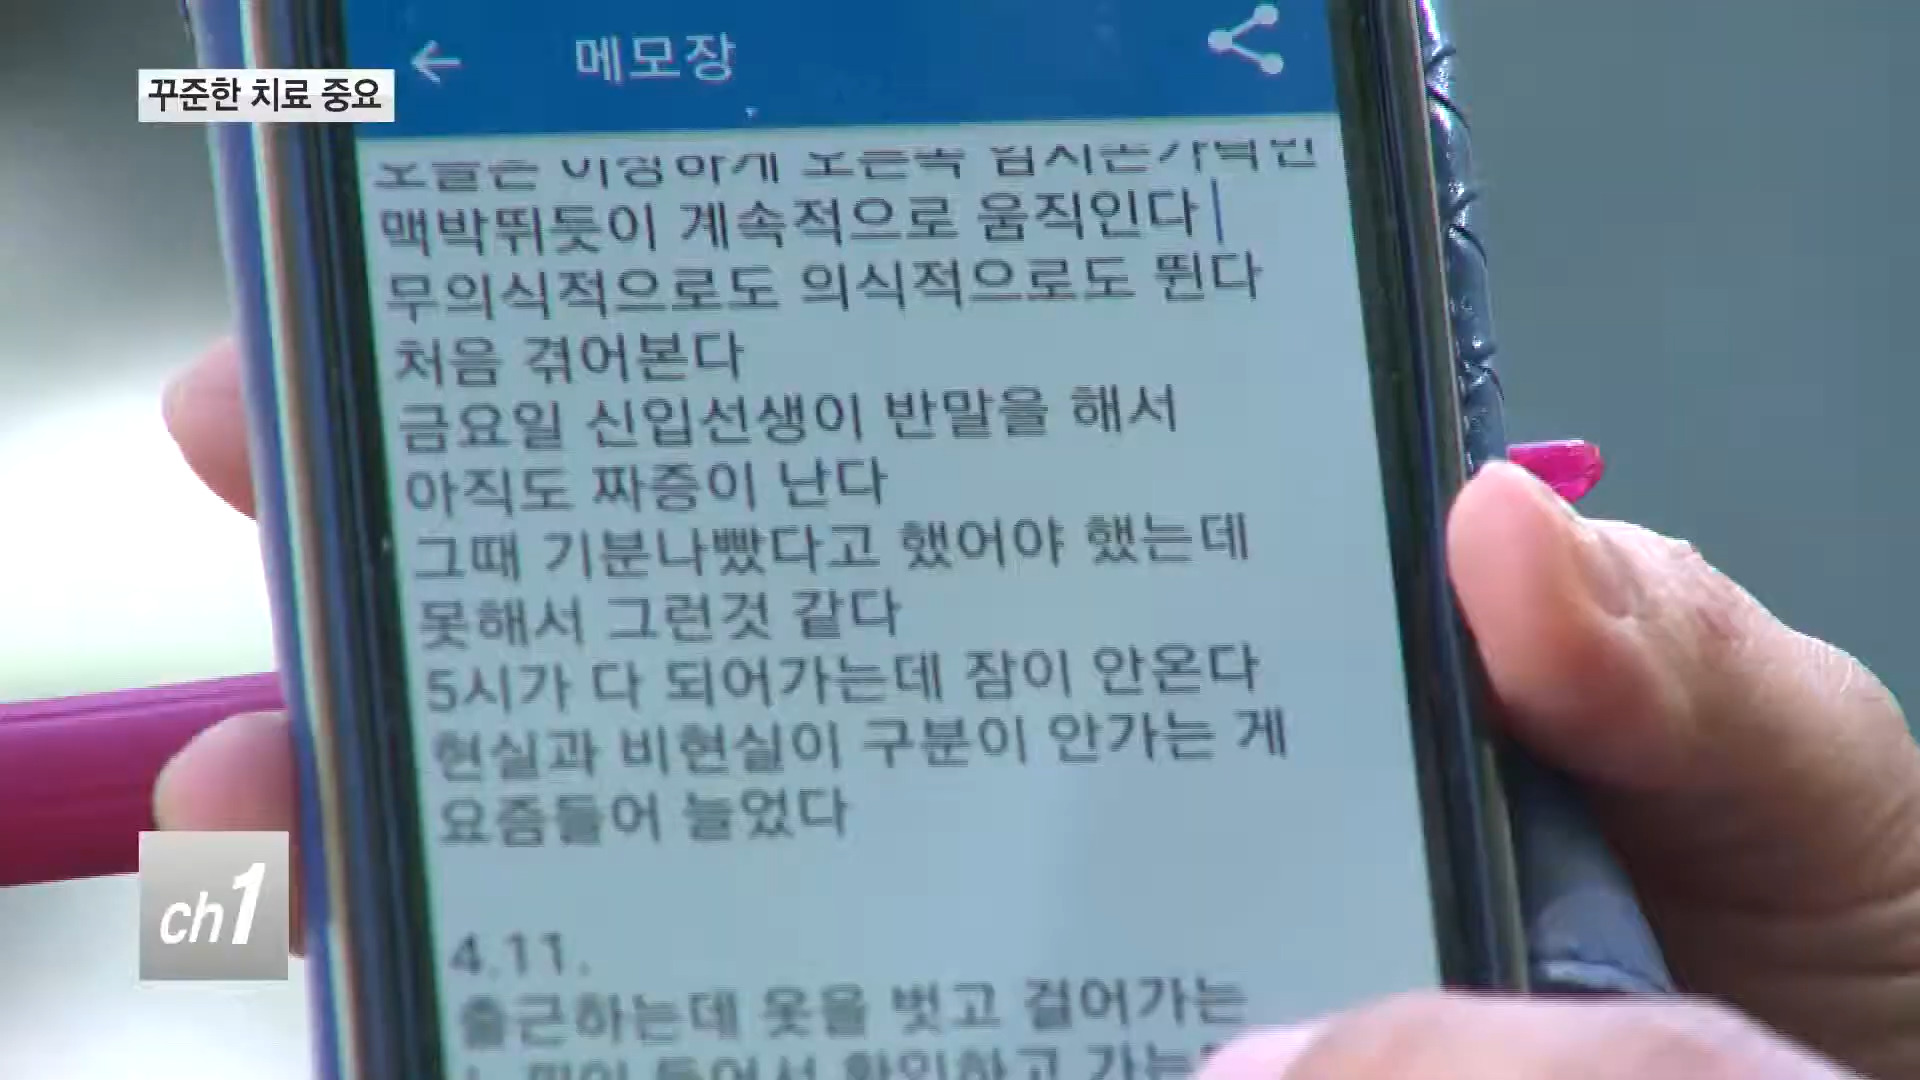 메모장
꾸준한 치료 중요
맥박뛰듯이 계속적으로 움직인다
무의식적으로도 의식적으로도 뛴다
처음 겪어본다
금요일 신입선생이 반말을 해서
아직도 짜증이 난다
그때 기분나빴다고 했어야 했는데
못해서 그런것 같다
5시가 다 되어가는데 잠이 안온다
현실과 비현실이 구분이 안가는 게
요즘들어 늘었다
4.11.
출근하는데 옷을 벗고 걸어가는
들어서 확인하고
ch1